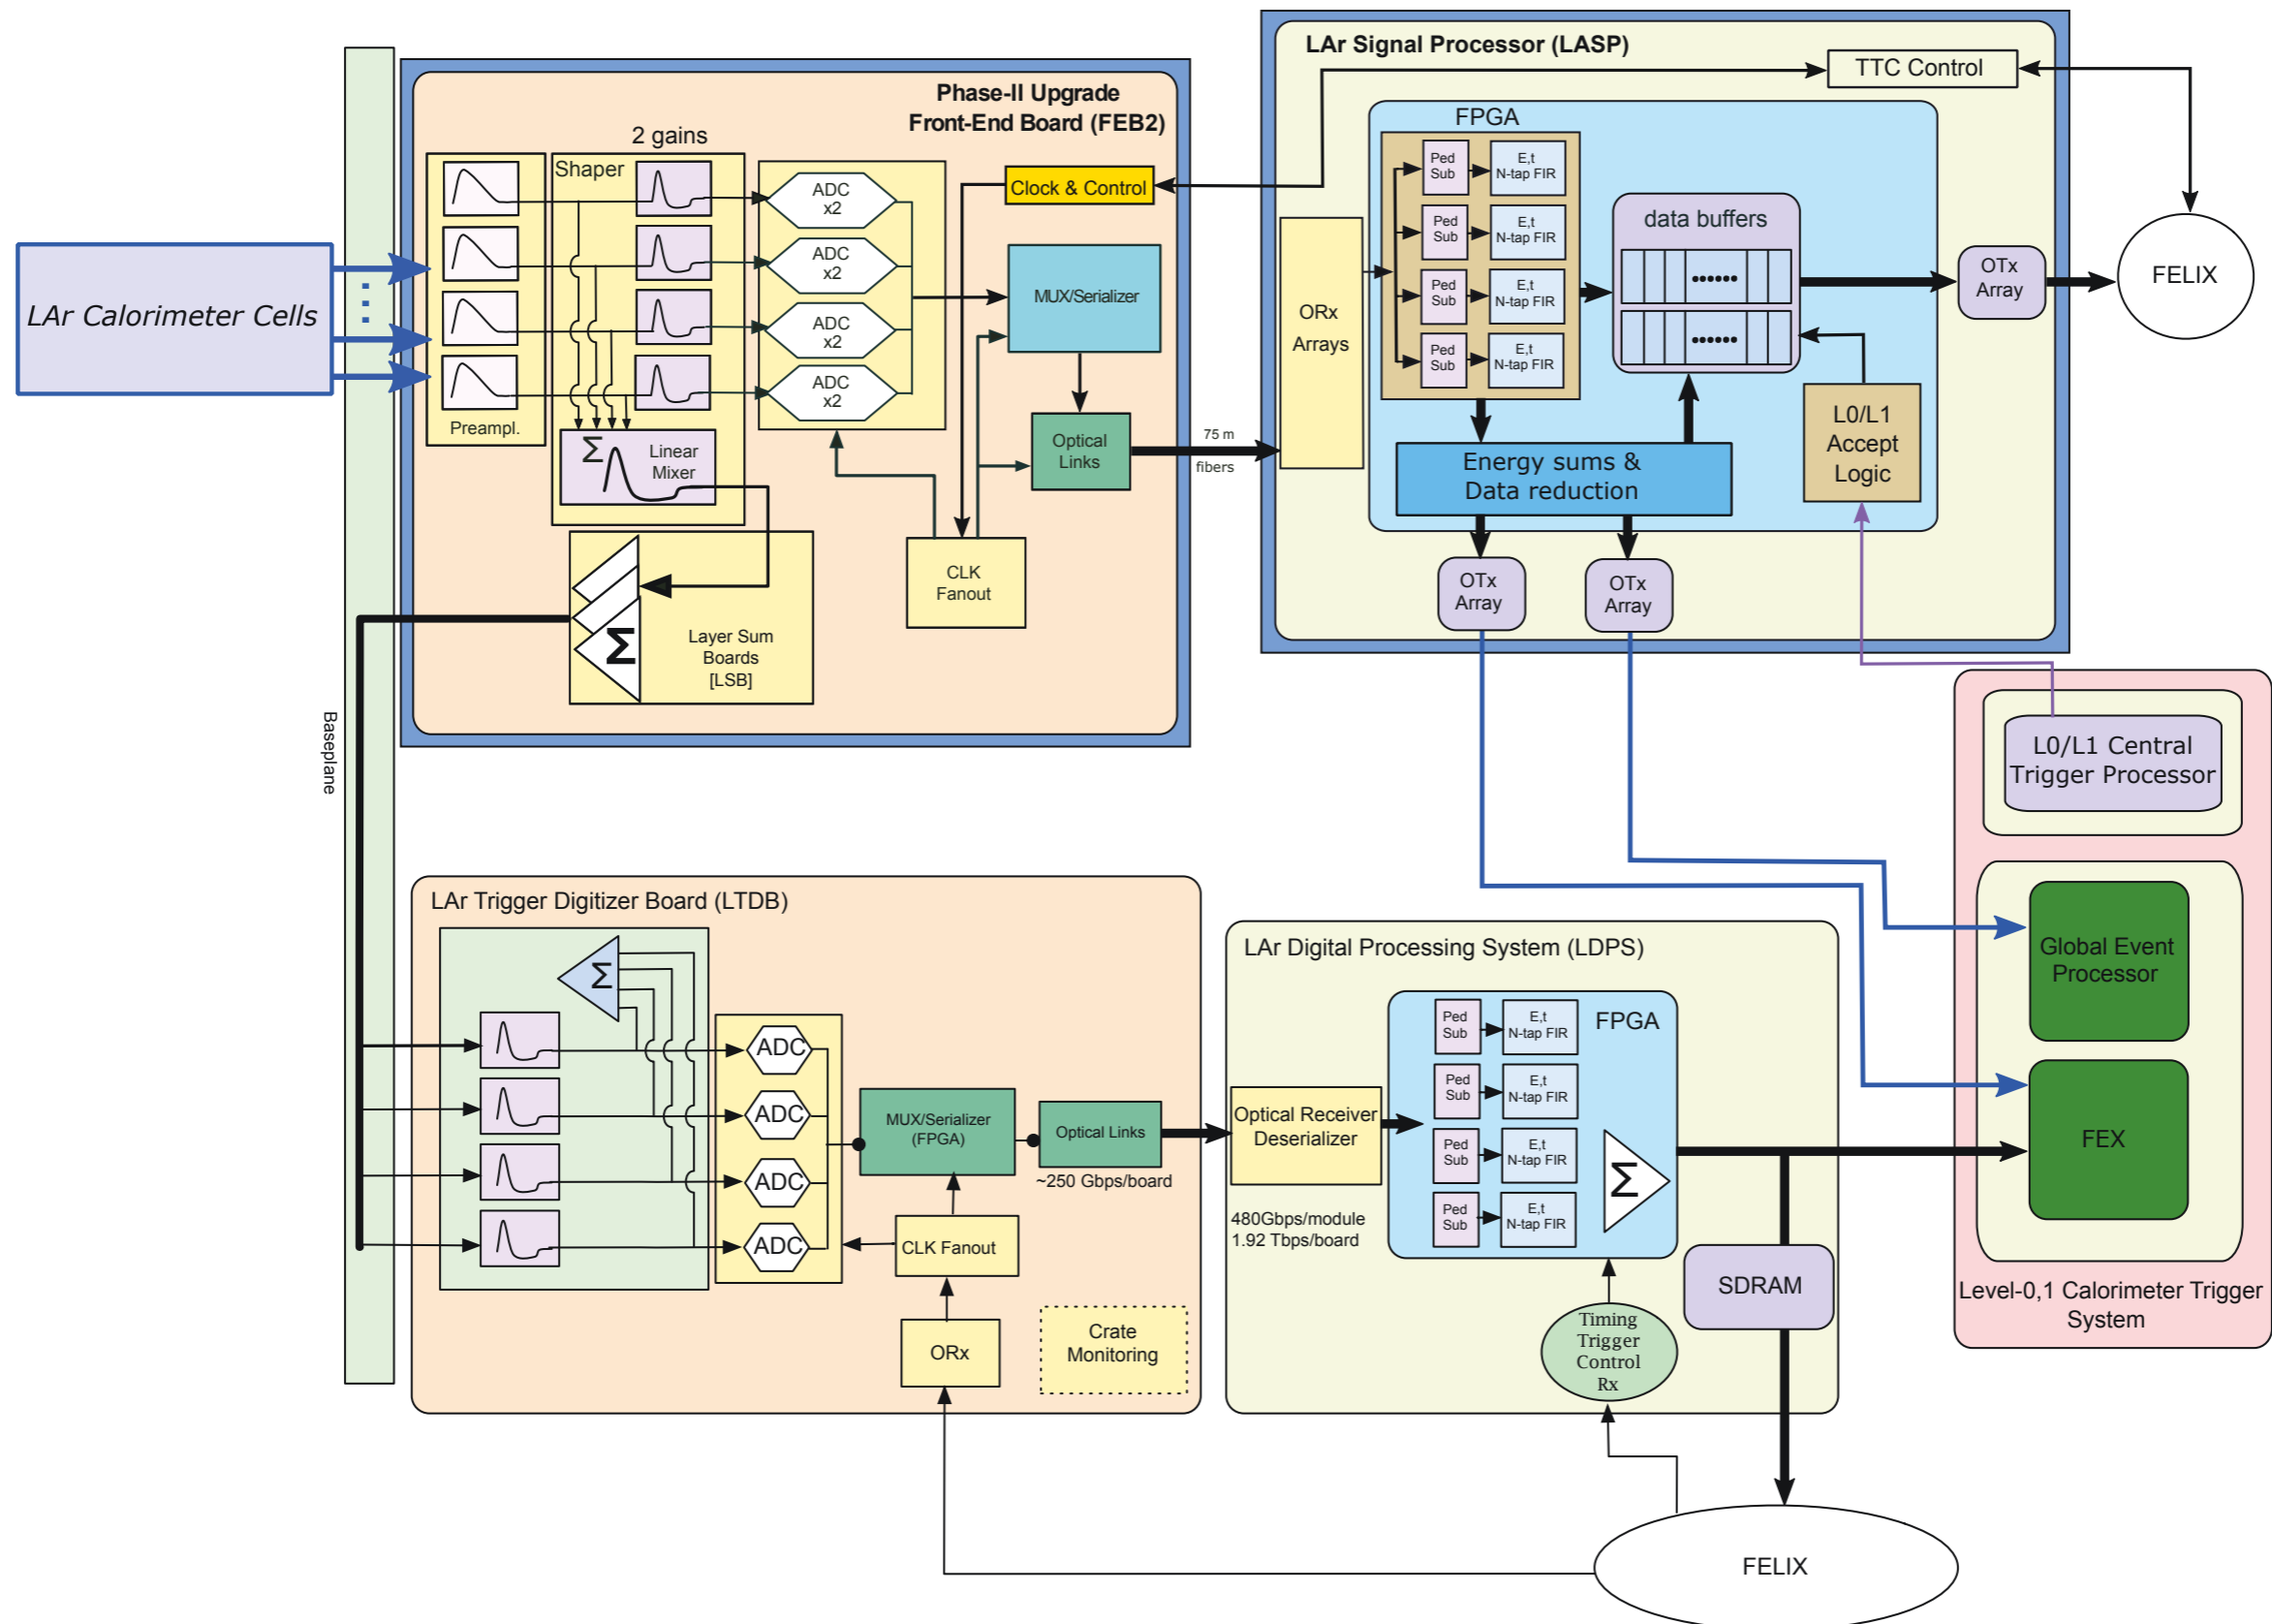 LAr Signal Processor (LASP)
TTC Control
Phase-II Upgrade
Front-End Board (FEB2)
FPGA
2 gains
Shaper
Clock & Control
ADC
x2
ADC
x2
ADC
x2
ADC
x2
Preampl.
Σ
Linear
Mixer
MUX/Serializer
Optical
Links
75 m
fibers
CLK
Fanout
Σ
Layer Sum
Boards
[LSB]
LAr Calorimeter Cells
Baseplane
ORx
Arrays
Ped
Sub
E,t
N-tap FIR
Ped
Sub
E,t
N-tap FIR
Ped
Sub
E,t
N-tap FIR
Ped
Sub
E,t
N-tap FIR
data buffers
OTx
Array
FELIX
L0/L1
Accept
Logic
Energy sums &
Data reduction
OTx
Array
OTx
Array
L0/L1 Central
Trigger Processor
Global Event
Processor
FEX
Level-0,1 Calorimeter Trigger
System
LAr Trigger Digitizer Board (LTDB)
Σ
ADC
ADC
ADC
ADC
MUX/Serializer
(FPGA)
Optical Links
~250 Gbps/board
CLK Fanout
ORx
Crate
Monitoring
LAr Digital Processing System (LDPS)
Optical Receiver
Deserializer
480Gbps/module
1.92 Tbps/board
FPGA
Ped
Sub
E,t
N-tap FIR
Ped
Sub
E,t
N-tap FIR
Ped
Sub
E,t
N-tap FIR
Ped
Sub
E,t
N-tap FIR
Σ
SDRAM
Timing
Trigger
Control
Rx
FELIX